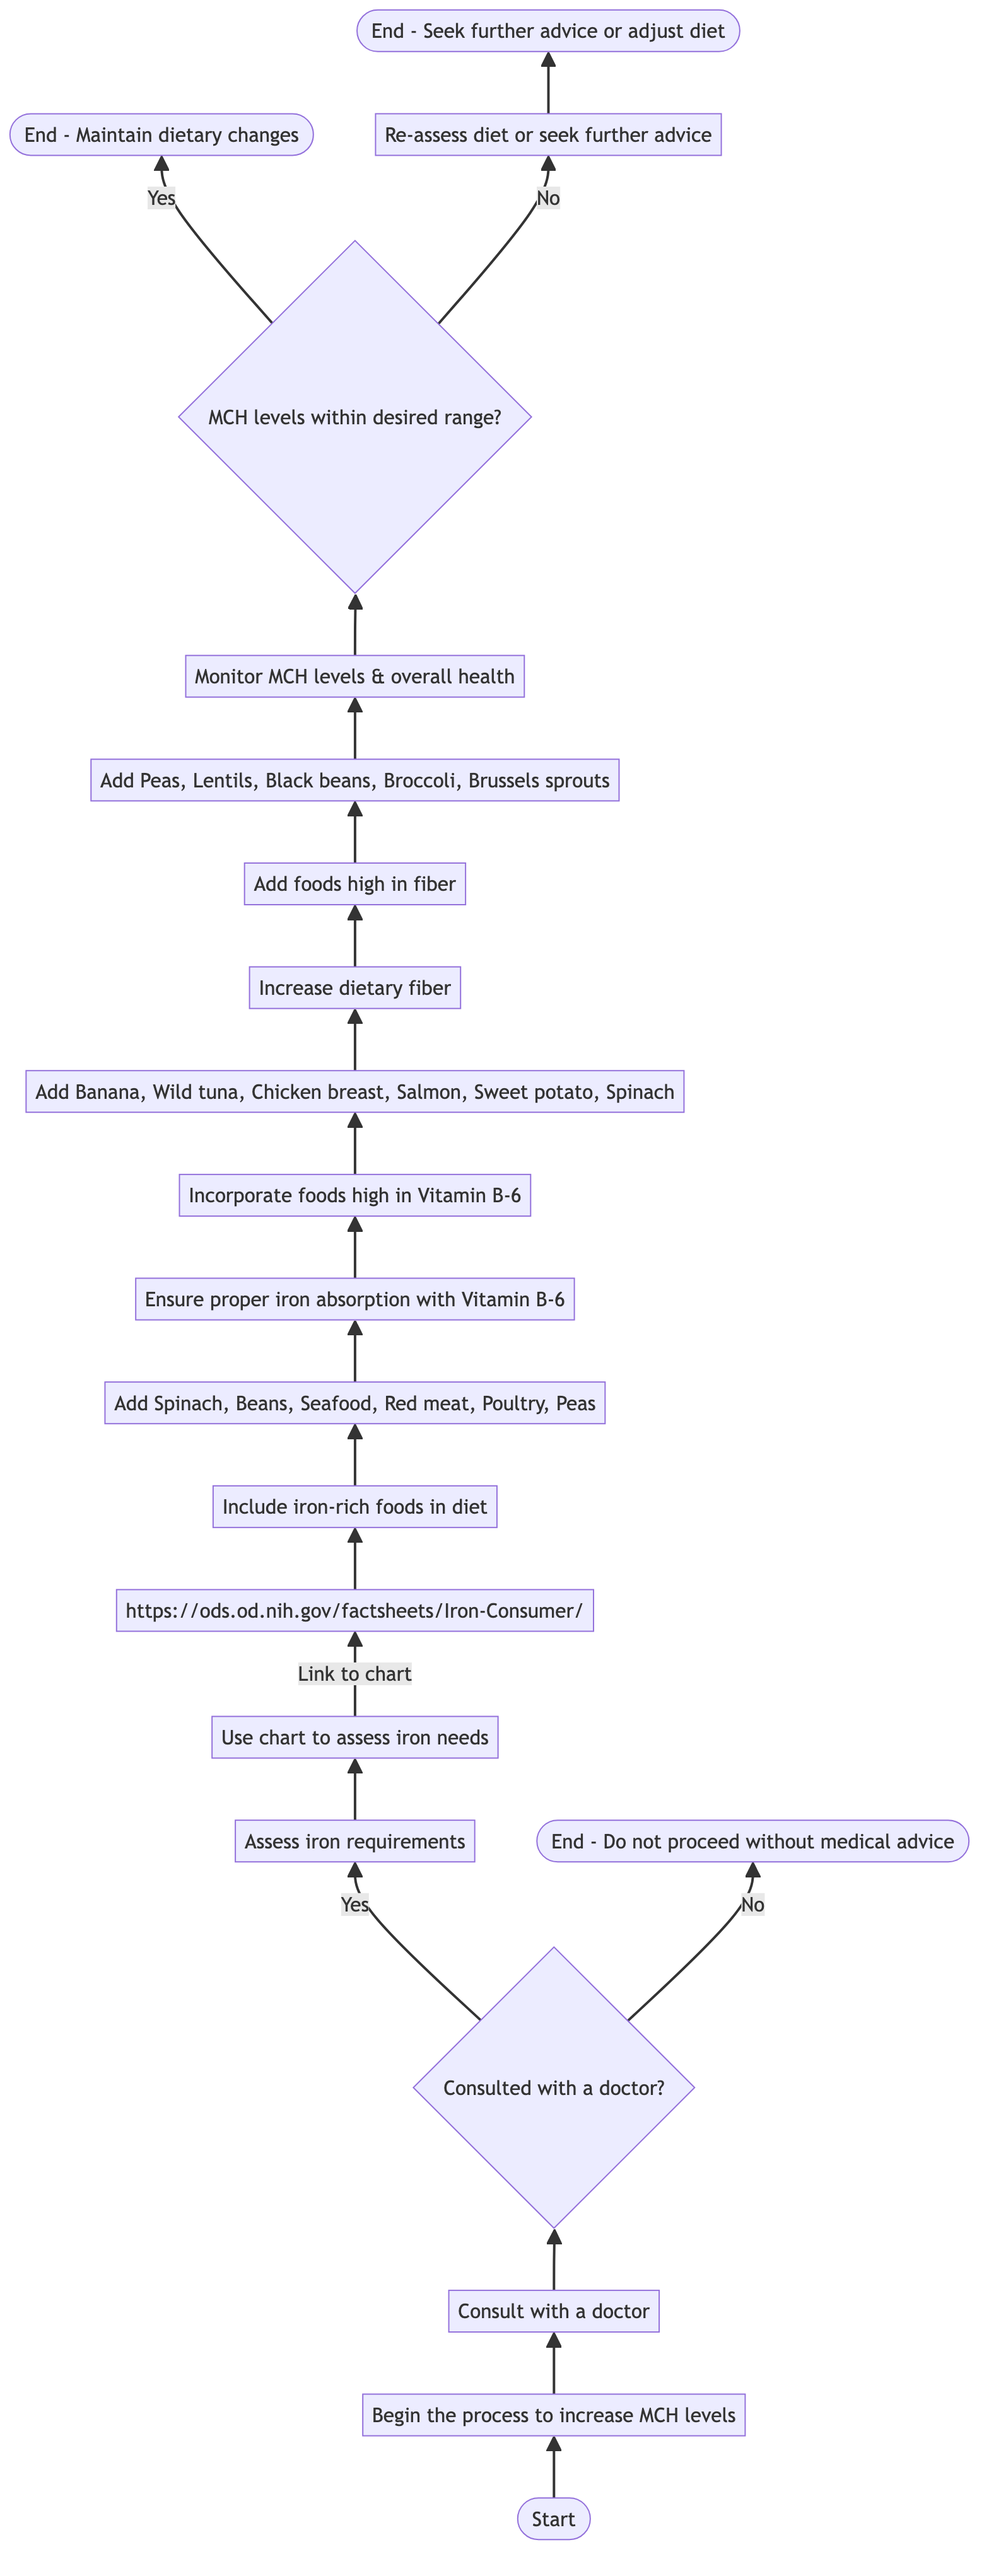 End - Seek further advice or adjust diet
End - Maintain dietary changes
Re-assess diet or seek further advice
Yes
No
MCH levels within desired range?
Monitor MCH levels & overall health
Add Peas, Lentils, Black beans, Broccoli, Brussels sprouts
Add foods high in fiber
Increase dietary fiber
Add Banana, Wild tuna, Chicken breast, Salmon, Sweet potato, Spinach
Incorporate foods high in Vitamin B-6
Ensure proper iron absorption with Vitamin B-6
Add Spinach, Beans, Seafood, Red meat, Poultry, Peas
Include iron-rich foods in diet
https://ods.od.nih.gov/factsheets/Iron-Consumer/
Link to chart
Use chart to assess iron needs
Assess iron requirements
End - Do not proceed without medical advice
Yes
No
Consulted with a doctor?
Consult with a doctor
Begin the process to increase MCH levels
Start